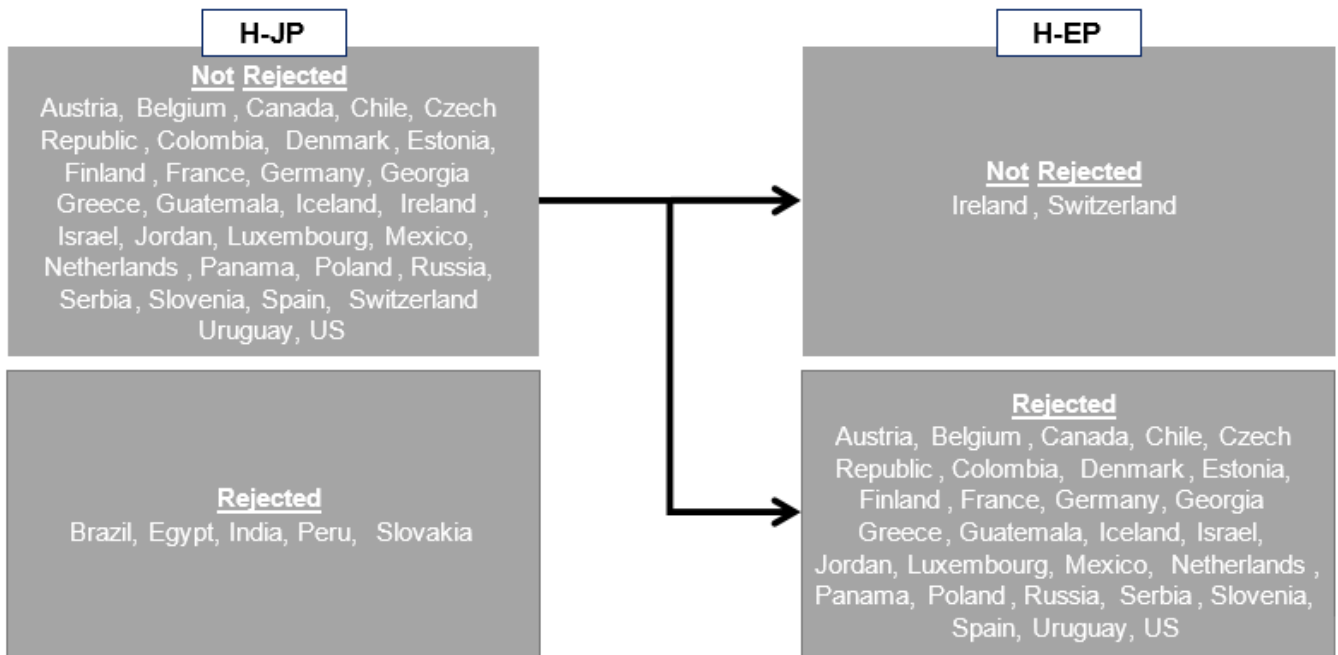 H-JP
Not Rejected
Austria, Belgium , Canada, Chile, Czech
Republic , Colombia, Denmark , Estonia,
Finland , France, Germany, Georgia
Greece, Guatemala, Iceland, Ireland ,
Israel, Jordan, Luxembourg, Mexico,
Netherlands , Panama, Poland , Russia,
Serbia , Slovenia, Spain, Switzerland
Uruguay, US
Rejected
Brazil, Egypt, India, Peru, Slovakia
H-EP
Not Rejected
Ireland , Switzerland
Rejected
Austria, Belgium , Canada, Chile, Czech
Republic , Colombia, Denmark , Estonia,
Finland , France, Germany, Georgia
Greece, Guatemala, Iceland, Israel,
Jordan, Luxembourg, Mexico, Netherlands ,
Panama, Poland , Russia, Serbia , Slovenia,
Spain, Uruguay, US